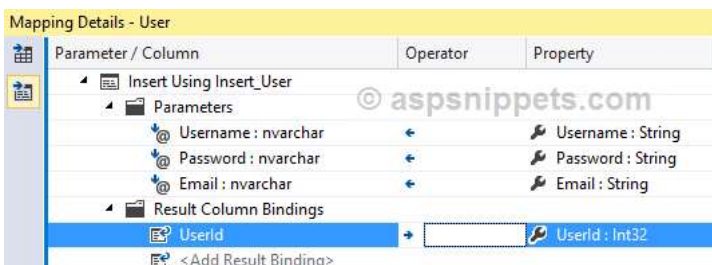 Mapping Details - User
Parameter / Column Operator Property
Insert Using Insert_User
© aspsnippets.com
Parameters
Username : nvarchar Username : String
Password : nvarchar Password : String
Email : nvarchar Email : String
Result Column Bindings
UserId UserId : Int32
<Add Result Binding>